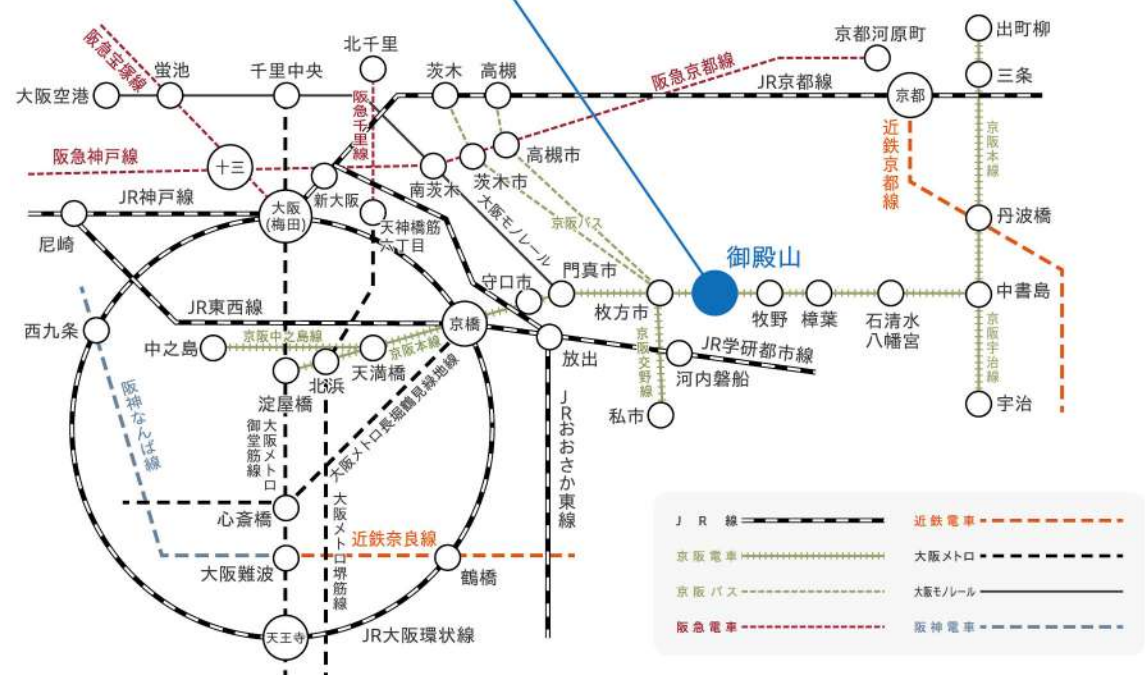 出町柳
京都河原町
北千里
阪急宝塚線
蛍池
千里中央
茨木
高槻
阪急京都線
JR京都線
三条
大阪空港
京都
阪急千里線
近鉄京都線
京阪本線
阪急神戸線
十三
高槻市
茨木市
南茨木
新大阪
JR神戸線
大阪
(梅田)
天神橋筋
六丁目
大阪モノレール
京阪バス
丹波橋
尼崎
御殿山
門真市
守口市
枚方市
牧野
樟葉
石清水
八幡宮
中書島
JR東西線
京橋
西九条
中之島
京阪中之島線
京阪本線
天満橋
北浜
淀屋橋
放出
JR学研都市線
河内磐船
京阪交野線
京阪宇治線
私市
宇治
阪神なんば線
大阪メトロ
御堂筋線
大阪メトロ長堀鶴見緑地線
JRおおさか東線
心斎橋
大阪メトロ堺筋線
近鉄奈良線
大阪難波
鶴橋
天王寺
JR大阪環状線
JR線
近鉄電車
京阪電車
大阪メトロ
京阪バス
大阪モノレール
阪急電車
阪神電車